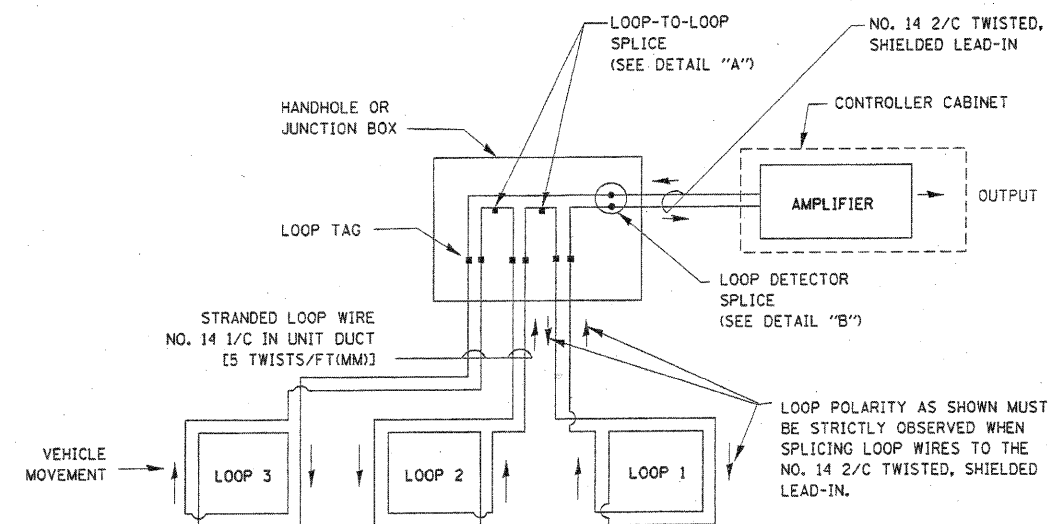 LOOP-TO-LOOP
SPLICE
(SEE DETAIL "A")
NO. 14 2/C TWISTED,
SHIELDED LEAD-IN
HANDHOLE OR
JUNCTION BOX
CONTROLLER CABINET
AMPLIFIER
OUTPUT
LOOP TAG
LOOP DETECTOR
SPLICE
(SEE DETAIL "B")
STRANDED LOOP WIRE
NO. 14 1/C IN UNIT DUCT
[5 TWISTS/FT(MM)]
LOOP POLARITY AS SHOWN MUST
BE STRICTLY OBSERVED WHEN
SPLICING LOOP WIRES TO THE
NO. 14 2/C TWISTED, SHIELDED
LEAD-IN.
VEHICLE
MOVEMENT
LOOP 3
LOOP 2
LOOP 1